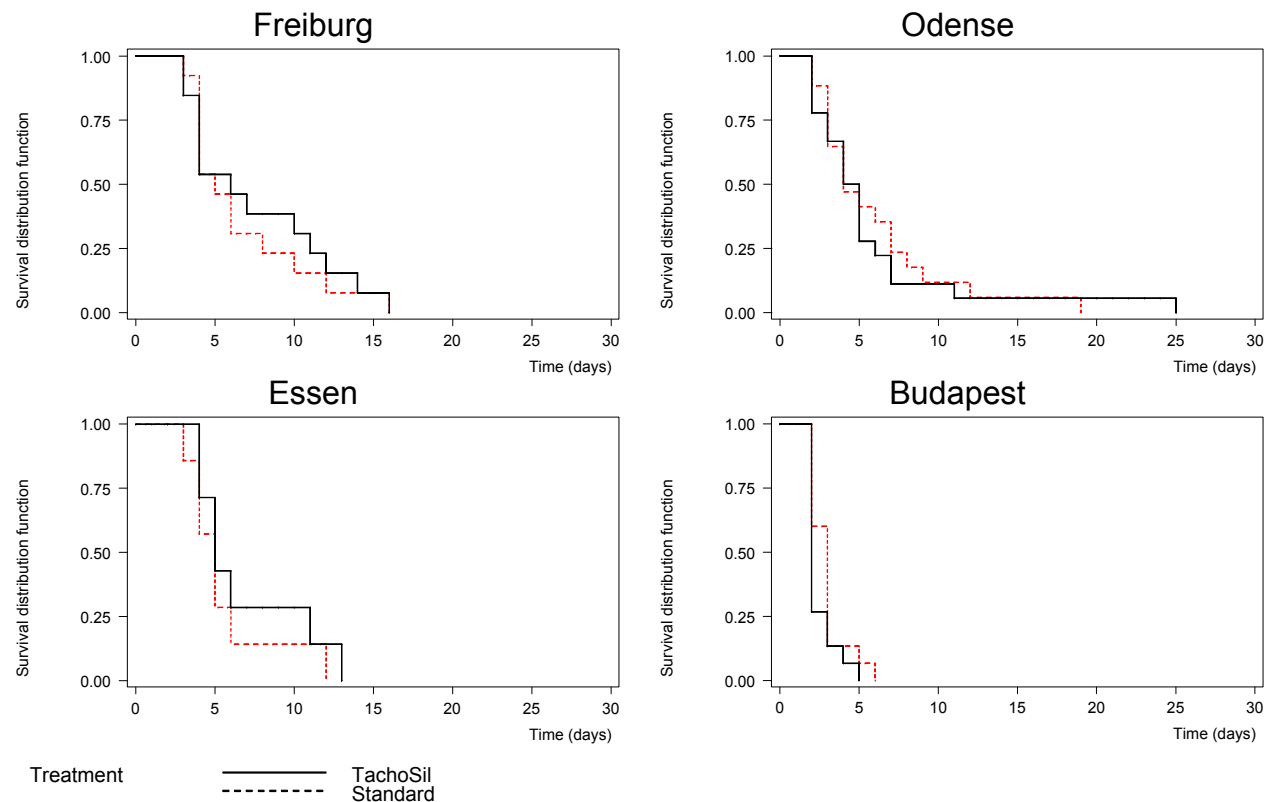 Freiburg
Survival distribution function
1.00
0.75
0.50
0.25
0.00
0 5 10 15 20 25 30
Time (days)
Odense
Survival distribution function
1.00
0.75
0.50
0.25
0.00
0 5 10 15 20 25 30
Time (days)
Essen
Survival distribution function
1.00
0.75
0.50
0.25
0.00
0 5 10 15 20 25 30
Time (days)
Budapest
Survival distribution function
1.00
0.75
0.50
0.25
0.00
0 5 10 15 20 25 30
Time (days)
Treatment
TachoSil
Standard